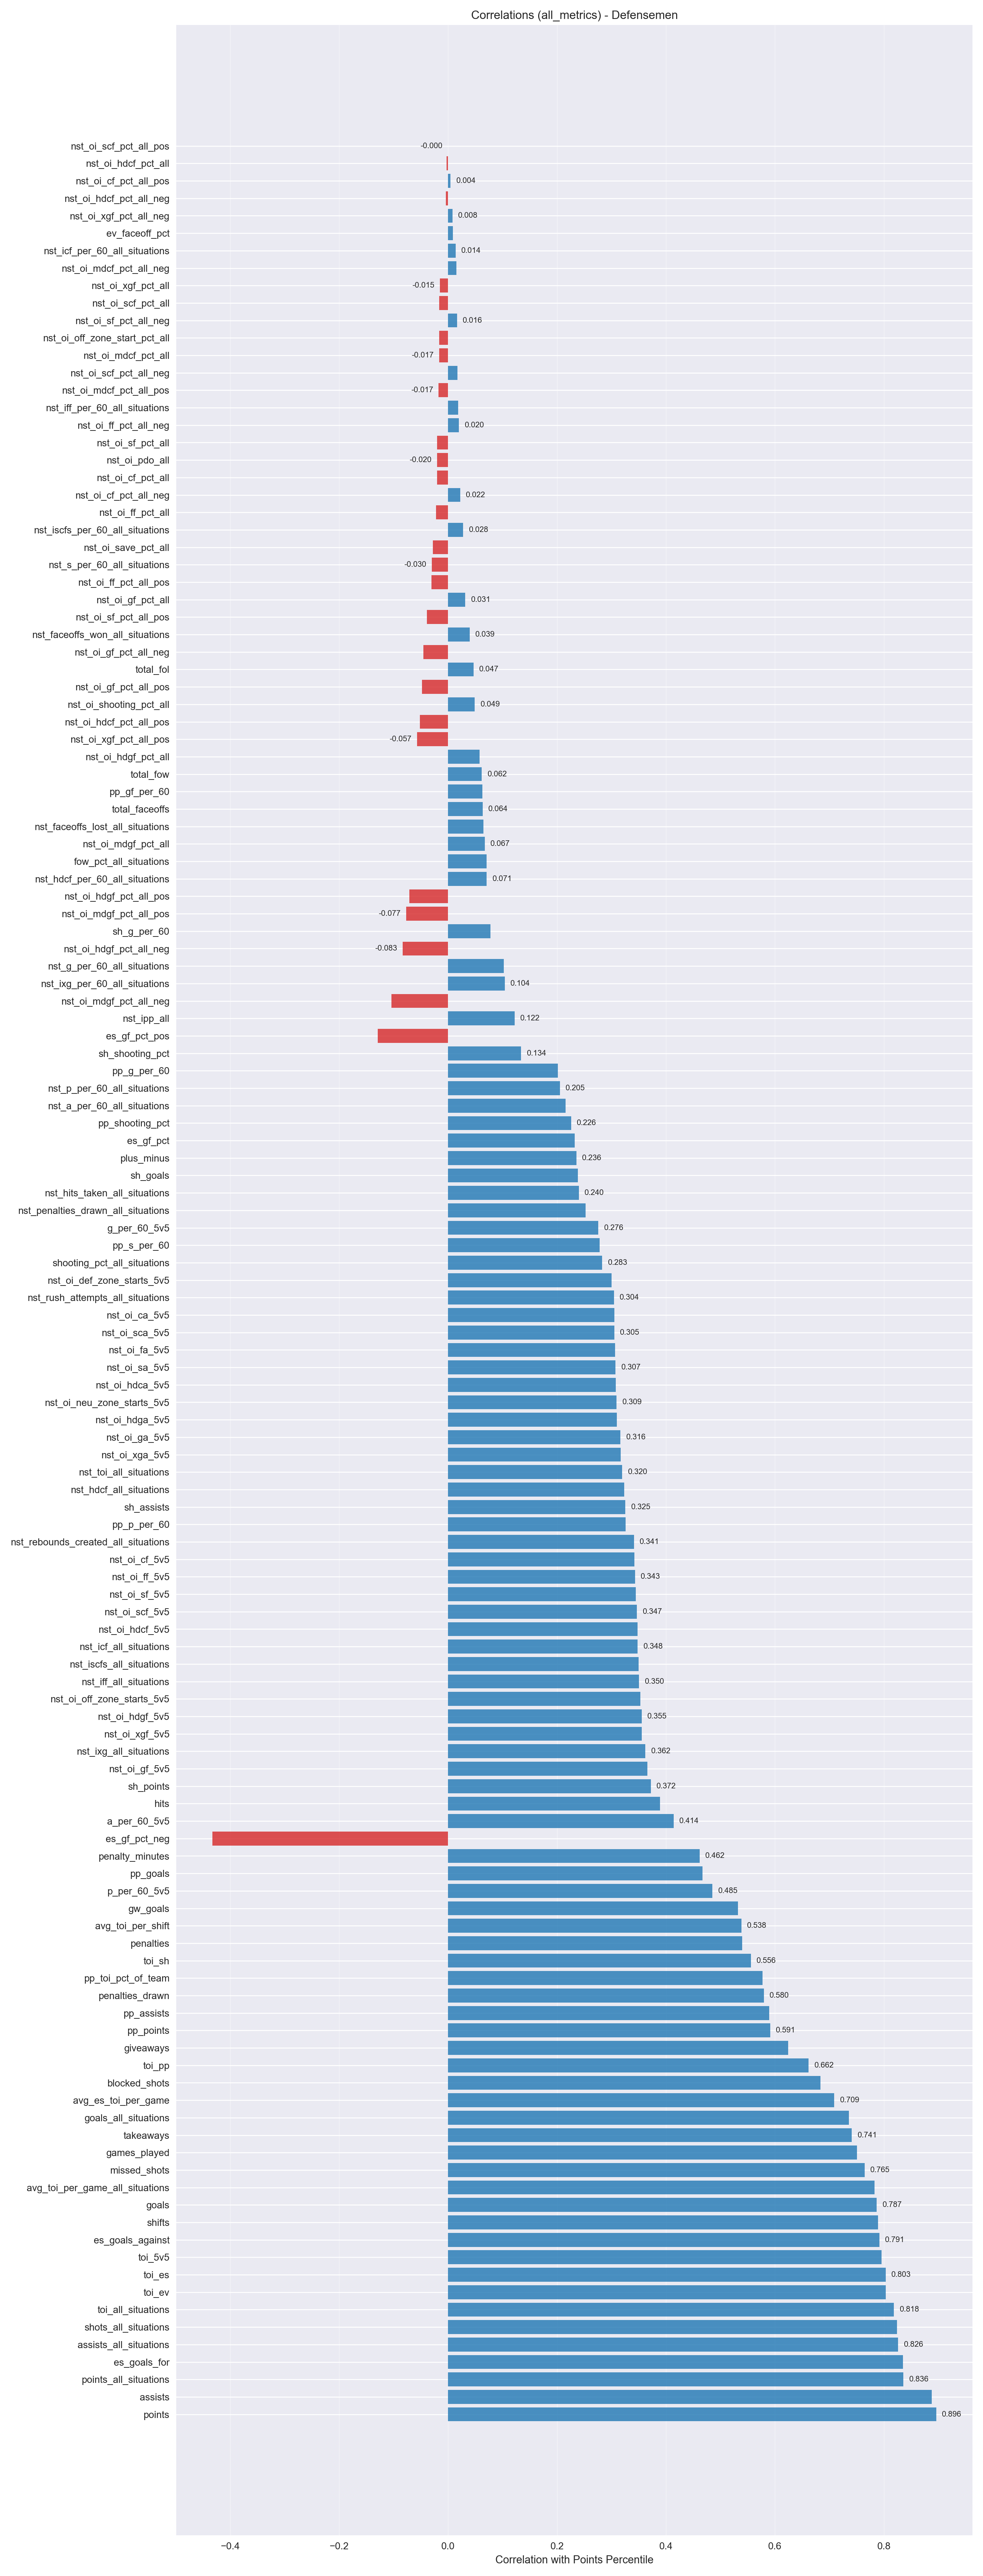 Correlations (all_metrics) - Defensemen
nst_oi_scf_pct_all_pos -0.000
nst_oi_hdcf_pct_all
nst_oi_cf_pct_all_pos 0.004
nst_oi_hdcf_pct_all_neg
nst_oi_xgf_pct_all_neg 0.008
ev_faceoff_pct
nst_icf_per_60_all_situations 0.014
nst_oi_mdcf_pct_all_neg
nst_oi_xgf_pct_all -0.015
nst_oi_scf_pct_all
nst_oi_sf_pct_all_neg 0.016
nst_oi_off_zone_start_pct_all
nst_oi_mdcf_pct_all -0.017
nst_oi_scf_pct_all_neg
nst_oi_mdcf_pct_all_pos -0.017
nst_iff_per_60_all_situations
nst_oi_ff_pct_all_neg 0.020
nst_oi_sf_pct_all
nst_oi_pdo_all -0.020
nst_oi_cf_pct_all
nst_oi_cf_pct_all_neg 0.022
nst_oi_ff_pct_all
nst_iscfs_per_60_all_situations 0.028
nst_oi_save_pct_all
nst_s_per_60_all_situations -0.030
nst_oi_ff_pct_all_pos
nst_oi_gf_pct_all 0.031
nst_oi_sf_pct_all_pos
nst_faceoffs_won_all_situations 0.039
nst_oi_gf_pct_all_neg
total_fol 0.047
nst_oi_gf_pct_all_pos
nst_oi_shooting_pct_all 0.049
nst_oi_hdcf_pct_all_pos
nst_oi_xgf_pct_all_pos -0.057
nst_oi_hdgf_pct_all
total_fow 0.062
pp_gf_per_60
total_faceoffs 0.064
nst_faceoffs_lost_all_situations
nst_oi_mdgf_pct_all 0.067
fow_pct_all_situations
nst_hdcf_per_60_all_situations 0.071
nst_oi_hdgf_pct_all_pos
nst_oi_mdgf_pct_all_pos -0.077
sh_g_per_60
nst_oi_hdgf_pct_all_neg -0.083
nst_g_per_60_all_situations
nst_ixg_per_60_all_situations 0.104
nst_oi_mdgf_pct_all_neg
nst_ipp_all 0.122
es_gf_pct_pos
sh_shooting_pct 0.134
pp_g_per_60
nst_p_per_60_all_situations 0.205
nst_a_per_60_all_situations
pp_shooting_pct 0.226
es_gf_pct
plus_minus 0.236
sh_goals
nst_hits_taken_all_situations 0.240
nst_penalties_drawn_all_situations
g_per_60_5v5 0.276
pp_s_per_60
shooting_pct_all_situations 0.283
nst_oi_def_zone_starts_5v5
nst_rush_attempts_all_situations 0.304
nst_oi_ca_5v5
nst_oi_sca_5v5 0.305
nst_oi_fa_5v5
nst_oi_sa_5v5 0.307
nst_oi_hdca_5v5
nst_oi_neu_zone_starts_5v5 0.309
nst_oi_hdga_5v5
nst_oi_ga_5v5 0.316
nst_oi_xga_5v5
nst_toi_all_situations 0.320
nst_hdcf_all_situations
sh_assists 0.325
pp_p_per_60
nst_rebounds_created_all_situations 0.341
nst_oi_cf_5v5
nst_oi_ff_5v5 0.343
nst_oi_sf_5v5
nst_oi_scf_5v5 0.347
nst_oi_hdcf_5v5
nst_icf_all_situations 0.348
nst_iscfs_all_situations
nst_iff_all_situations 0.350
nst_oi_off_zone_starts_5v5
nst_oi_hdgf_5v5 0.355
nst_oi_xgf_5v5
nst_ixg_all_situations 0.362
nst_oi_gf_5v5
sh_points 0.372
hits
a_per_60_5v5 0.414
es_gf_pct_neg
penalty_minutes 0.462
pp_goals
p_per_60_5v5 0.485
gw_goals
avg_toi_per_shift 0.538
penalties
toi_sh 0.556
pp_toi_pct_of_team
penalties_drawn 0.580
pp_assists
pp_points 0.591
giveaways
toi_pp 0.662
blocked_shots
avg_es_toi_per_game 0.709
goals_all_situations
takeaways 0.741
games_played
missed_shots 0.765
avg_toi_per_game_all_situations
goals 0.787
shifts
es_goals_against 0.791
toi_5v5
toi_es 0.803
toi_ev
toi_all_situations 0.818
shots_all_situations
assists_all_situations 0.826
es_goals_for
points_all_situations 0.836
assists
points 0.896
−0.4 −0.2 0.0 0.2 0.4 0.6 0.8
Correlation with Points Percentile